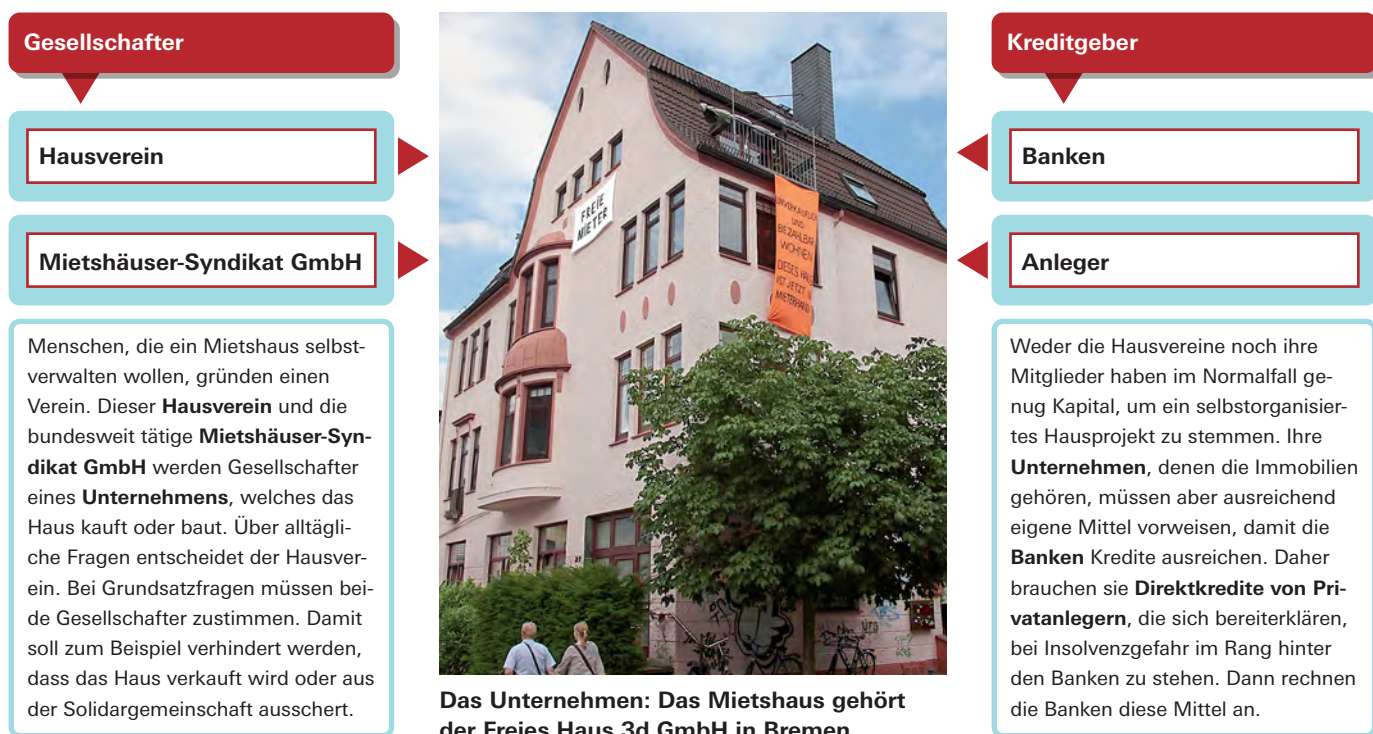 Gesellschafter
Hausverein
Mietshäuser-Syndikat GmbH
Menschen, die ein Mietshaus selbst-
verwalten wollen, gründen einen
Verein. Dieser Hausverein und die
bundesweit tätige Mietshäuser-Syn-
dikat GmbH werden Gesellschafter
eines Unternehmens, welches das
Haus kauft oder baut. Über alltägli-
che Fragen entscheidet der Hausver-
ein. Bei Grundsatzfragen müssen bei-
de Gesellschafter zustimmen. Damit
soll zum Beispiel verhindert werden,
dass das Haus verkauft wird oder aus
der Solidargemeinschaft ausschert.
FREIE
MIETER
UNVERKÄUFLICH
UND
BEZAHLBAR
WOHNEN
DIESES HAUS
IST JETZT IN
MIETERHAND
Das Unternehmen: Das Mietshaus gehört
der Freies Haus 3d GmbH in Bremen
Kreditgeber
Banken
Anleger
Weder die Hausvereine noch ihre
Mitglieder haben im Normalfall ge-
nug Kapital, um ein selbstorganisier-
tes Hausprojekt zu stemmen. Ihre
Unternehmen, denen die Immobilien
gehören, müssen aber ausreichend
eigene Mittel vorweisen, damit die
Banken Kredite ausreichen. Daher
brauchen sie Direktkredite von Pri-
vatanlegern, die sich bereiterklären,
bei Insolvenzgefahr im Rang hinter
den Banken zu stehen. Dann rechnen
die Banken diese Mittel an.